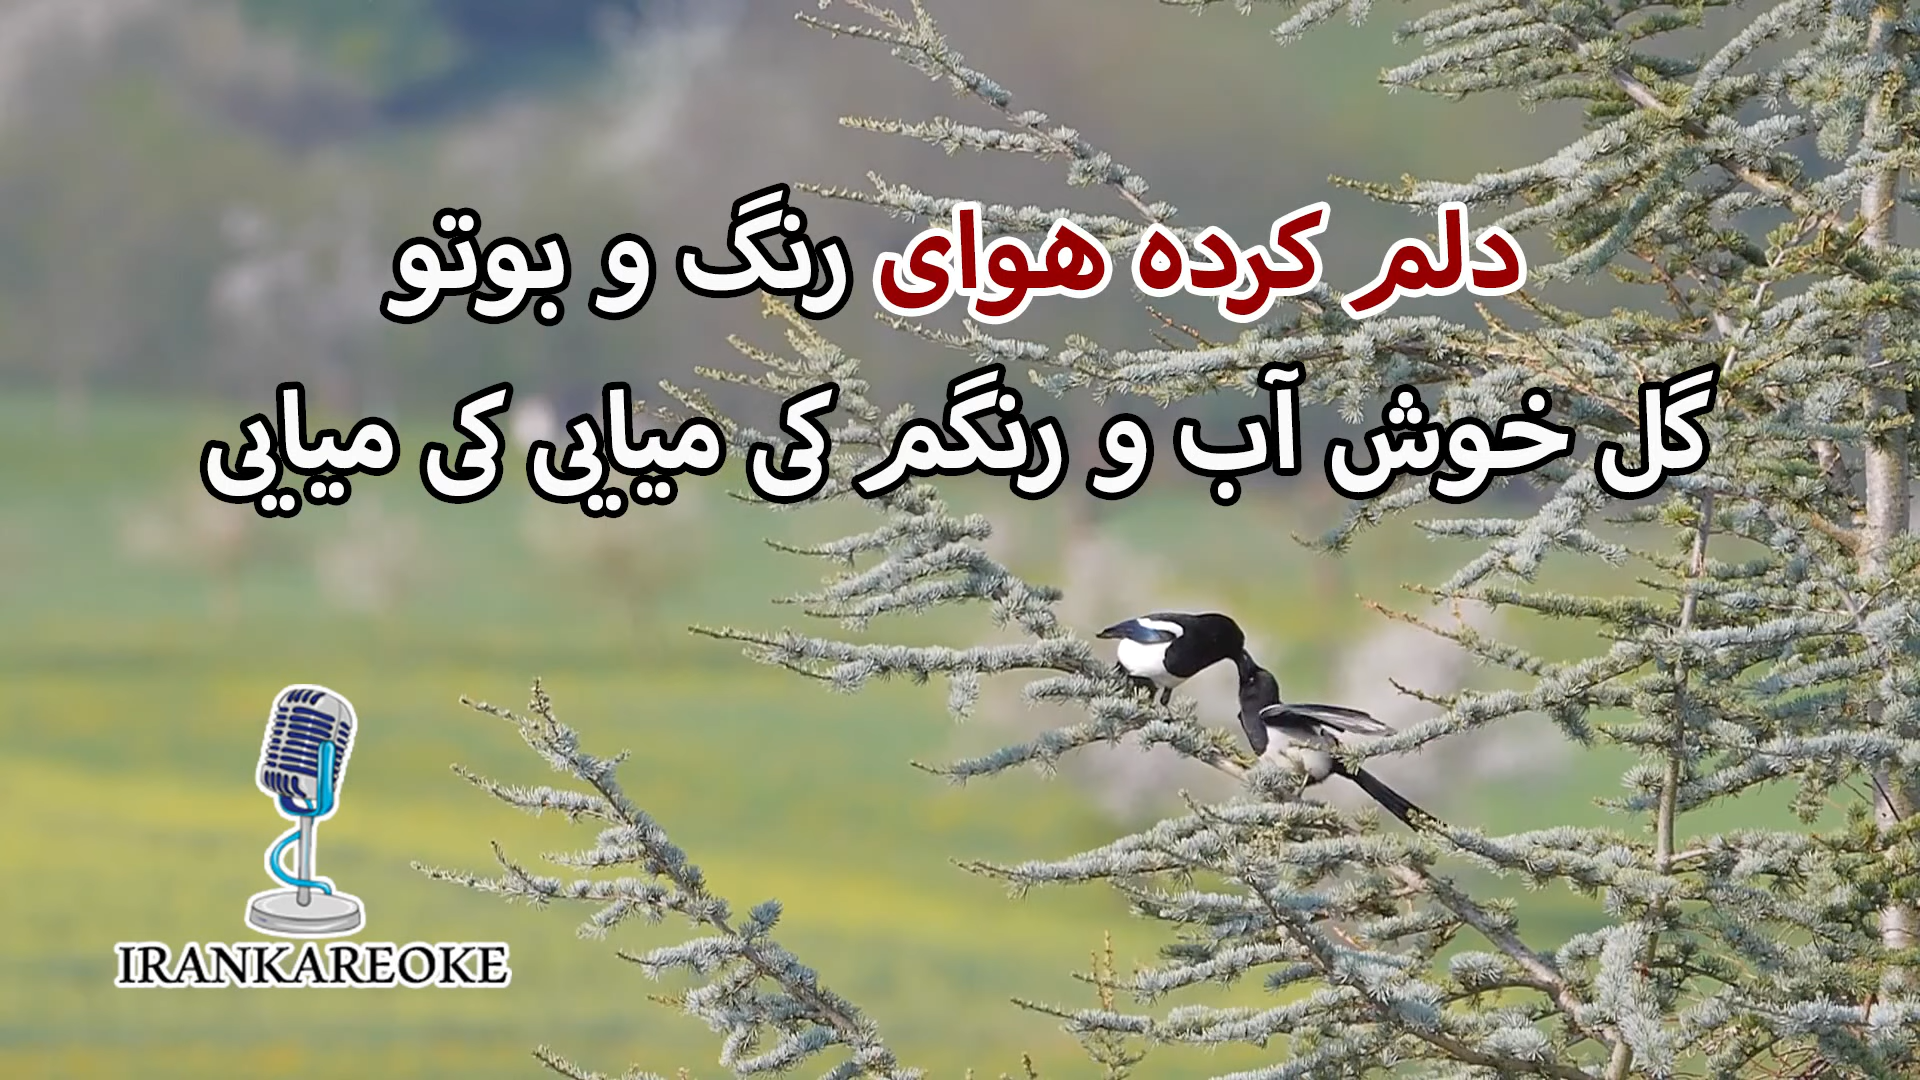 دلم کرده هوای رنگ و بوتو
گل خوش آب و رنگم کی میایی کی میایی
IRANKAREOKE